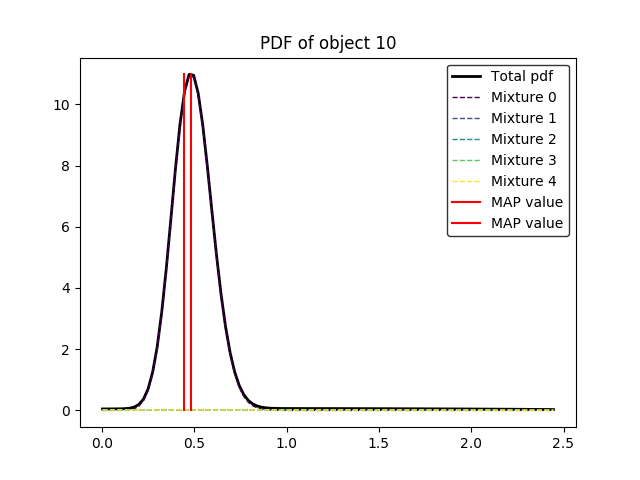 PDF of object 10
Total pdf
Mixture 0
Mixture 1
Mixture 2
Mixture 3
Mixture 4
MAP value
MAP value
10
8
6
4
2
0
0.0 0.5 1.0 1.5 2.0 2.5